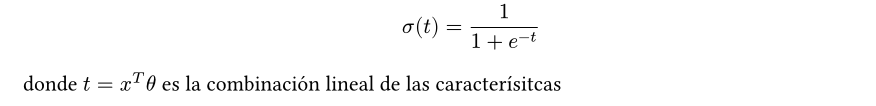 σ(t) = 1 / (1 + e^{-t})
donde t = x^T θ es la combinación lineal de las caracterísitcas